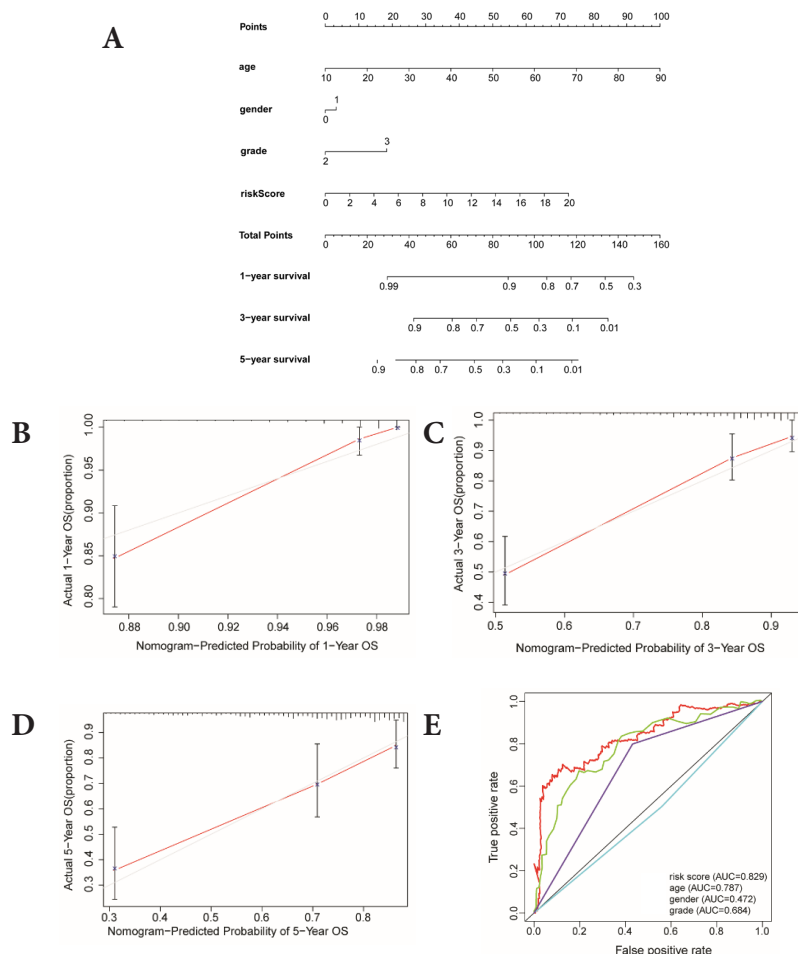 A
Points
0 10 20 30 40 50 60 70 80 90 100
age
10 20 30 40 50 60 70 80 90
gender
1
0
grade
3
2
riskScore
0 2 4 6 8 10 12 14 16 18 20
Total Points
0 20 40 60 80 100 120 140 160
1−year survival
0.99 0.9 0.8 0.7 0.5 0.3
3−year survival
0.9 0.8 0.7 0.5 0.3 0.1 0.01
5−year survival
0.9 0.8 0.7 0.5 0.3 0.1 0.01
B
Actual 1−Year OS(proportion)
1.00
0.95
0.90
0.85
0.80
0.88 0.90 0.92 0.94 0.96 0.98
Nomogram−Predicted Probability of 1−Year OS
C
Actual 3−Year OS(proportion)
1.0
0.9
0.8
0.7
0.6
0.5
0.4
0.5 0.6 0.7 0.8 0.9
Nomogram−Predicted Probability of 3−Year OS
D
Actual 5−Year OS(proportion)
0.9
0.8
0.7
0.6
0.5
0.4
0.3
0.3 0.4 0.5 0.6 0.7 0.8
Nomogram−Predicted Probability of 5−Year OS
E
True positive rate
1.0
0.8
0.6
0.4
0.2
0.0
risk score (AUC=0.829)
age (AUC=0.787)
gender (AUC=0.472)
grade (AUC=0.684)
0.0 0.2 0.4 0.6 0.8 1.0
False positive rate